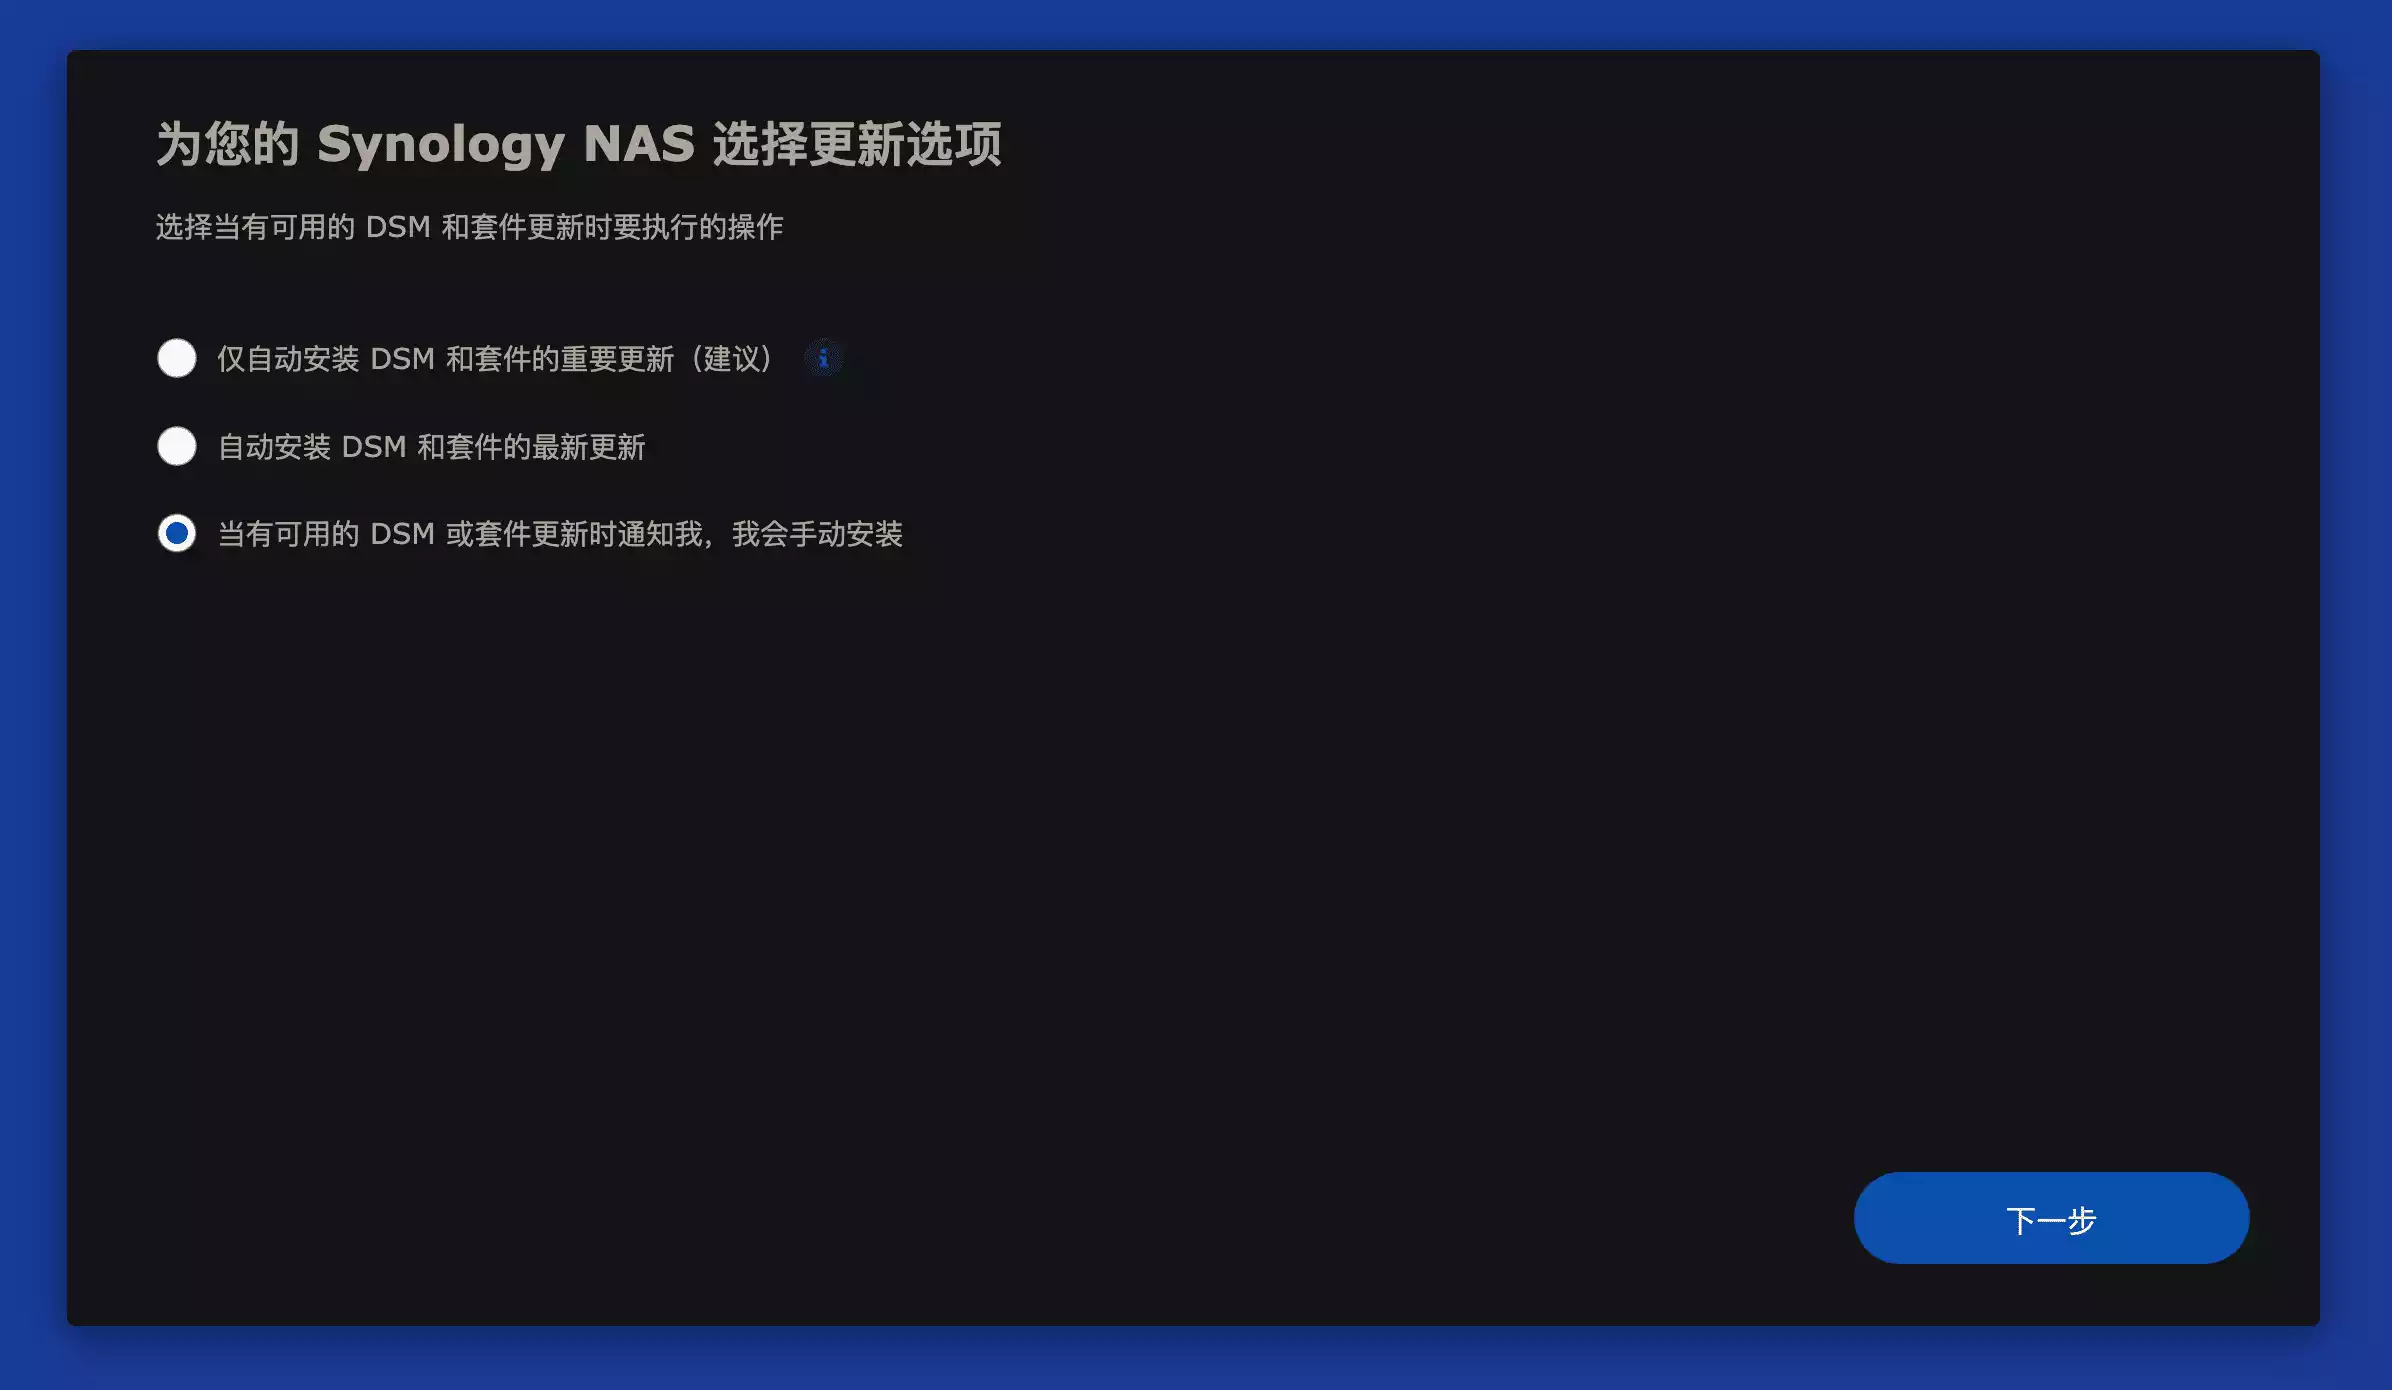 为您的 Synology NAS 选择更新选项
选择当有可用的 DSM 和套件更新时要执行的操作
仅自动安装 DSM 和套件的重要更新（建议）
自动安装 DSM 和套件的最新更新
当有可用的 DSM 或套件更新时通知我，我会手动安装
下一步